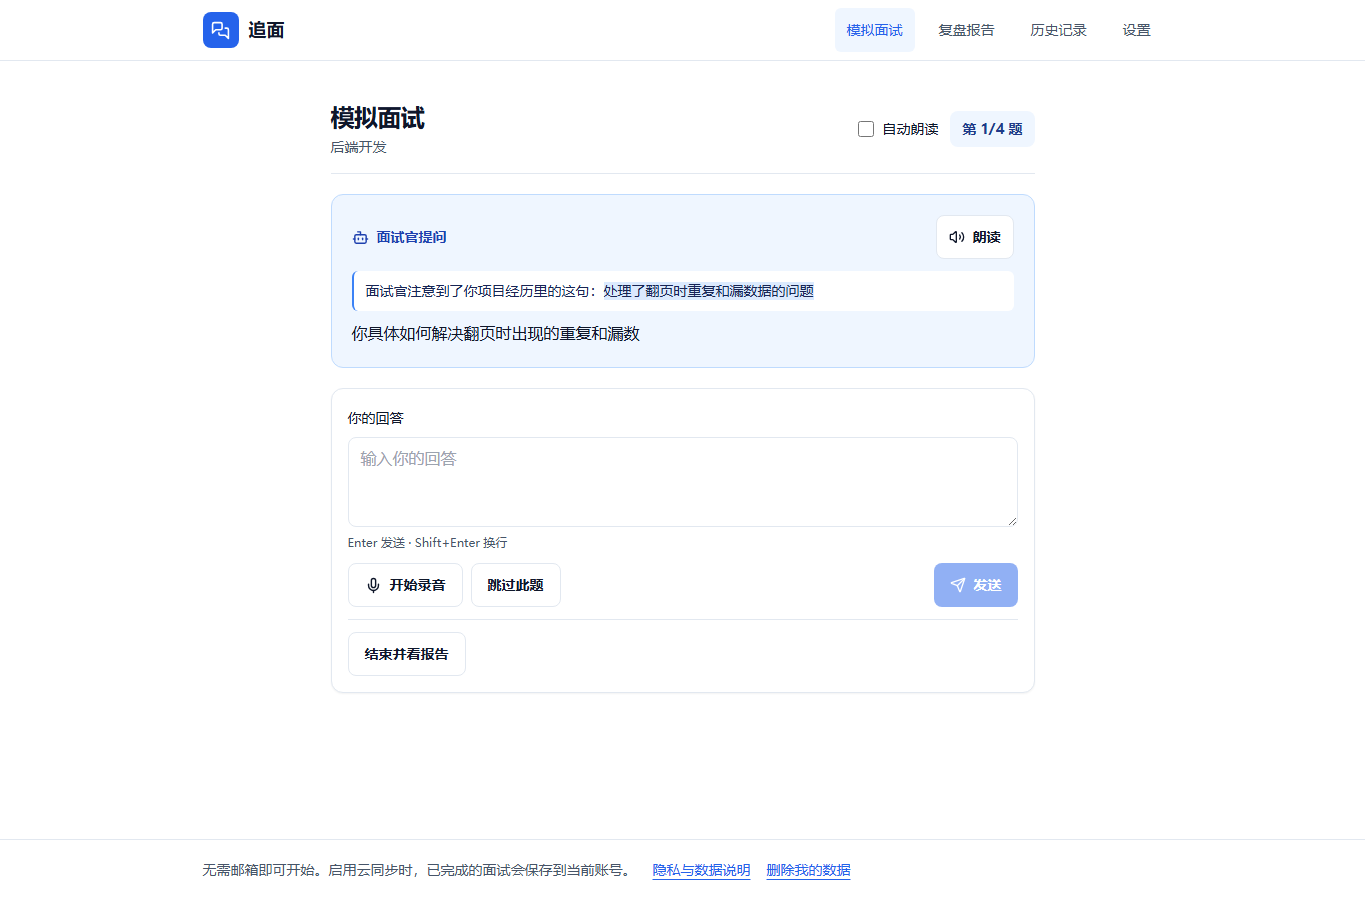 追面
模拟面试
复盘报告
历史记录
设置
模拟面试
后端开发
自动朗读
第 1/4 题
面试官提问
朗读
面试官注意到了你项目经历里的这句：处理了翻页时重复和漏数据的问题
你具体如何解决翻页时出现的重复和漏数
你的回答
输入你的回答
Enter 发送 · Shift+Enter 换行
开始录音
跳过此题
发送
结束并看报告
无需邮箱即可开始。启用云同步时，已完成的面试会保存到当前账号。
隐私与数据说明
删除我的数据